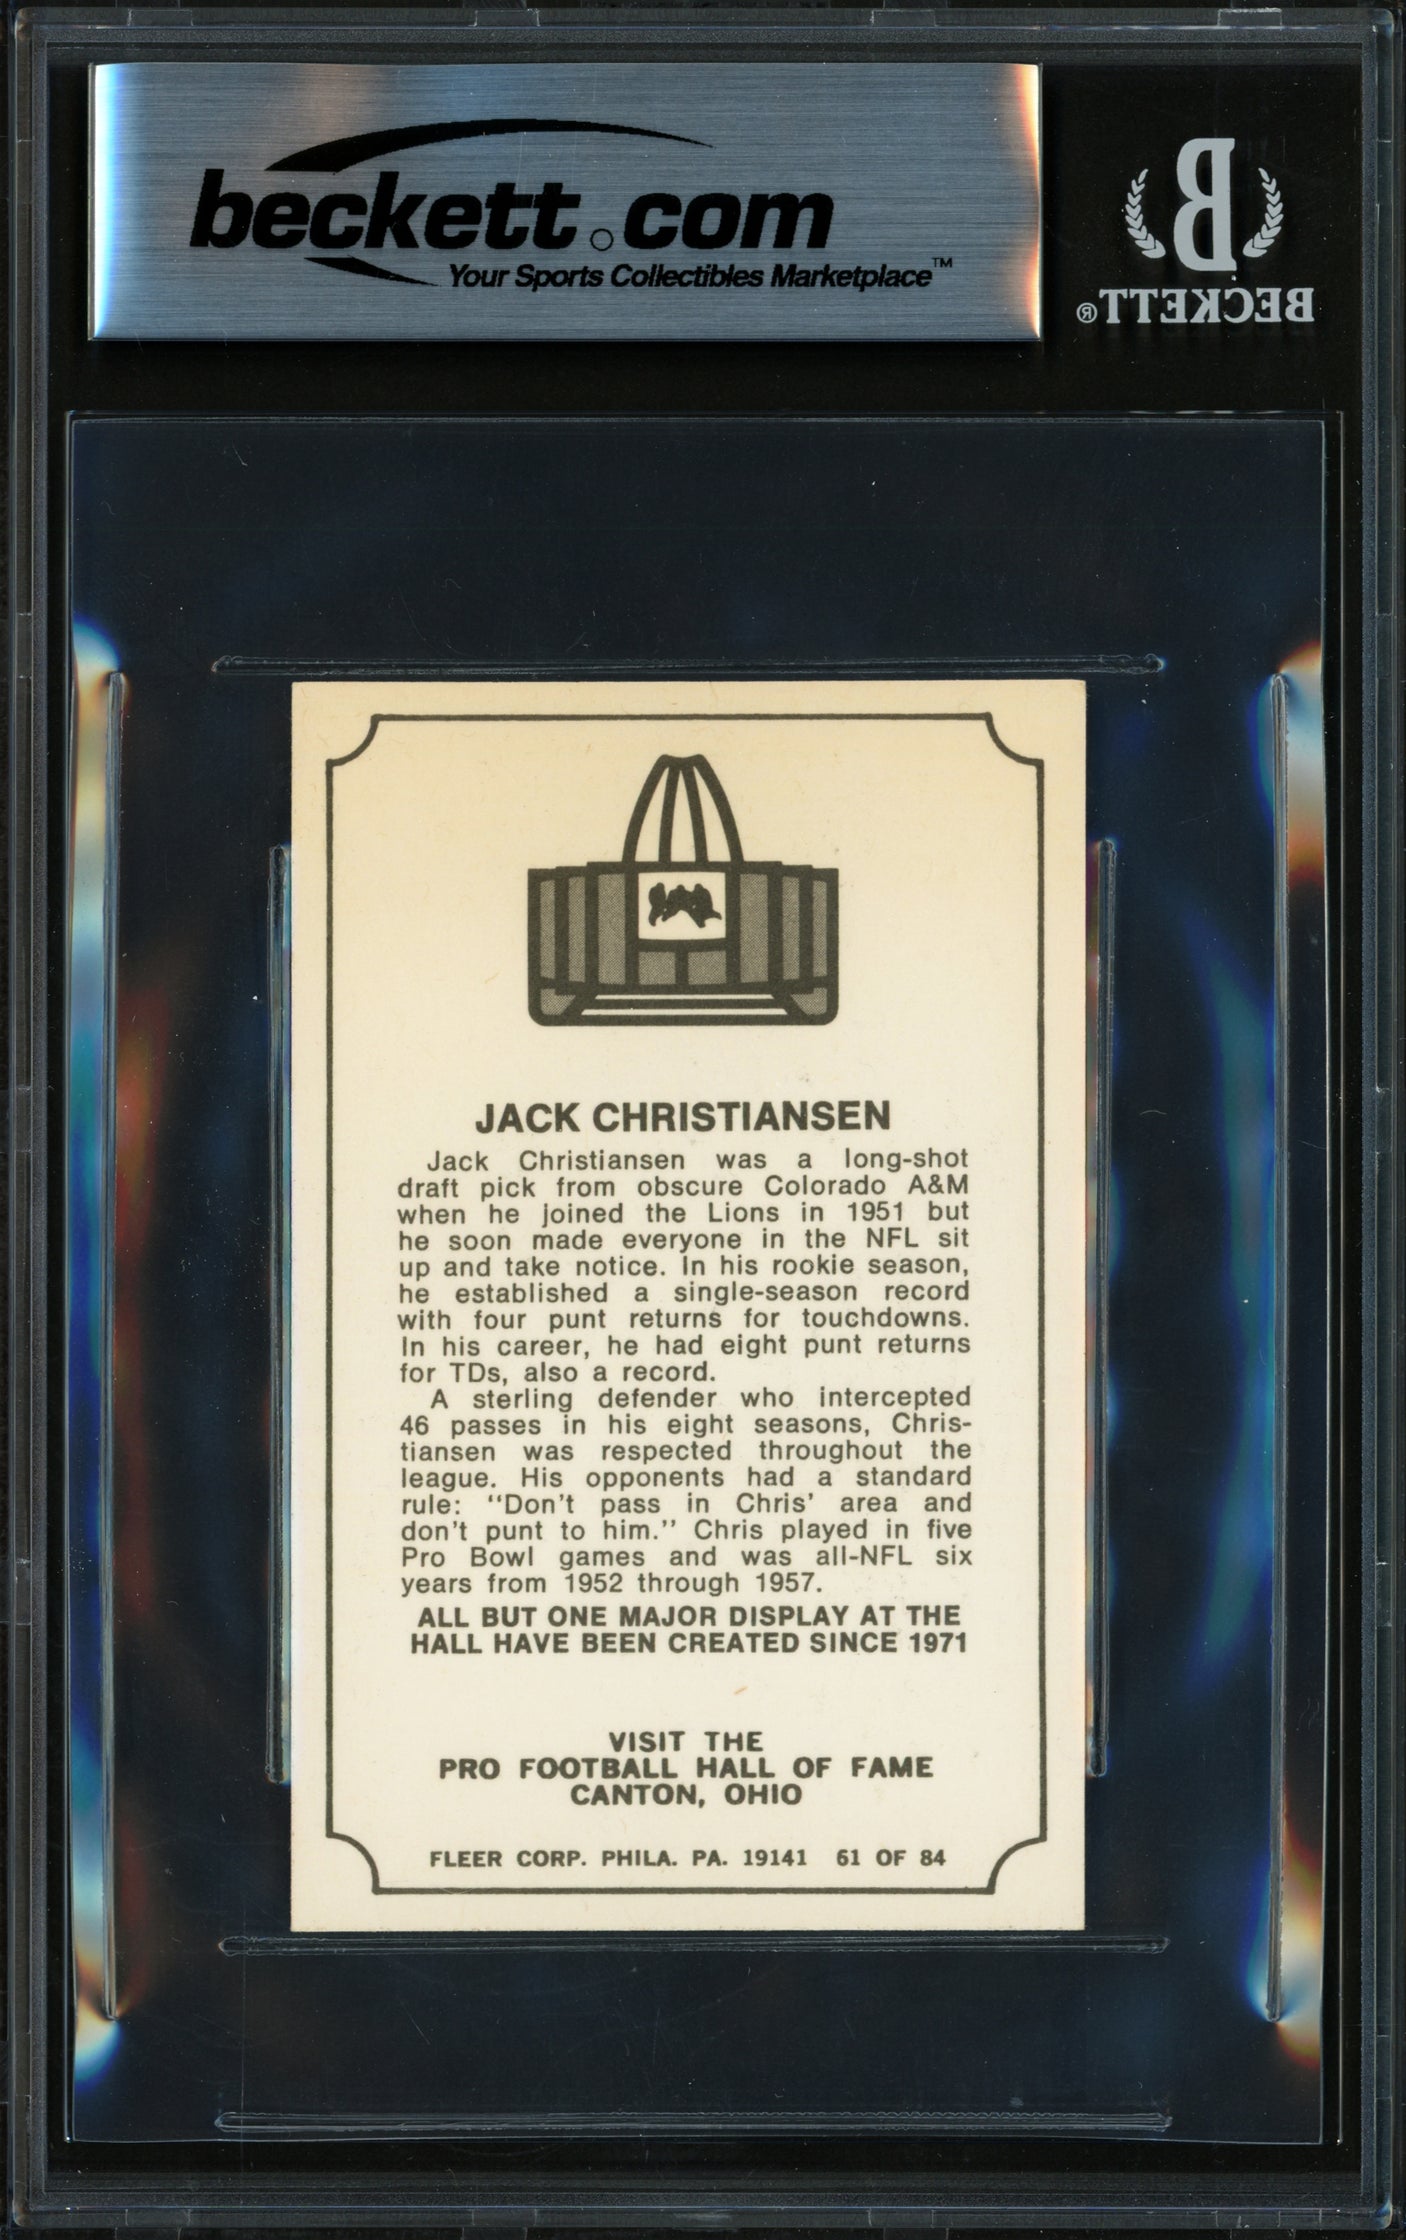 beckett.com
Your Sports Collectibles Marketplace™
B
BECKETT®
JACK CHRISTIANSEN
Jack Christiansen was a long-shot
draft pick from obscure Colorado A&M
when he joined the Lions in 1951 but
he soon made everyone in the NFL sit
up and take notice. In his rookie season,
he established a single-season record
with four punt returns for touchdowns.
In his career, he had eight punt returns
for TDs, also a record.
A sterling defender who intercepted
46 passes in his eight seasons, Chris-
tiansen was respected throughout the
league. His opponents had a standard
rule: "Don't pass in Chris' area and
don't punt to him." Chris played in five
Pro Bowl games and was all-NFL six
years from 1952 through 1957.
ALL BUT ONE MAJOR DISPLAY AT THE
HALL HAVE BEEN CREATED SINCE 1971
VISIT THE
PRO FOOTBALL HALL OF FAME
CANTON, OHIO
FLEER CORP. PHILA. PA. 19141 61 OF 84